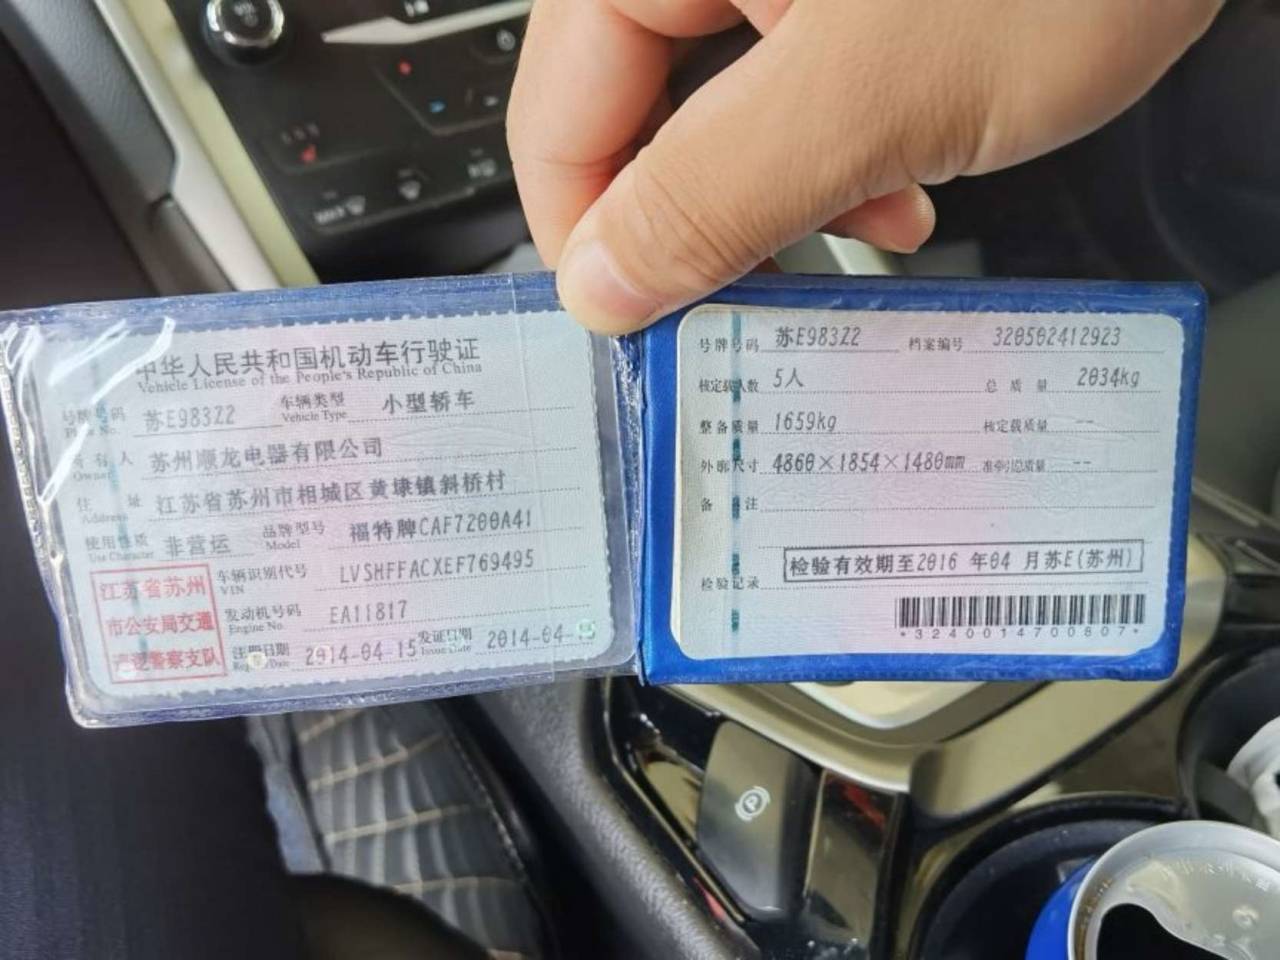 中华人民共和国机动车行驶证
Vehicle License of the People's Republic of China
号牌号码 苏E983Z2 车辆类型 小型轿车
Plate No. Vehicle Type
所有人 苏州顺龙电器有限公司
Owner
住址 江苏省苏州市相城区黄埭镇斜桥村
Address
使用性质 非营运 品牌型号 福特牌CAF7200A41
Use Character Model
车辆识别代号 LVSHFFACXEF769495
VIN
发动机号码 EA11817
Engine No.
注册日期 2014-04-15 发证日期 2014-04-15
Register Date Issue Date
江苏省苏州
市公安局交通
巡逻警察支队
号牌号码 苏E983Z2 档案编号 320502412923
核定载人数 5人 总质量 2034kg
整备质量 1659kg 核定载质量 --
外廓尺寸 4860×1854×1480mm 准牵引总质量 --
备注
检验记录 检验有效期至2016 年04 月苏E(苏州)
*3240014700807*